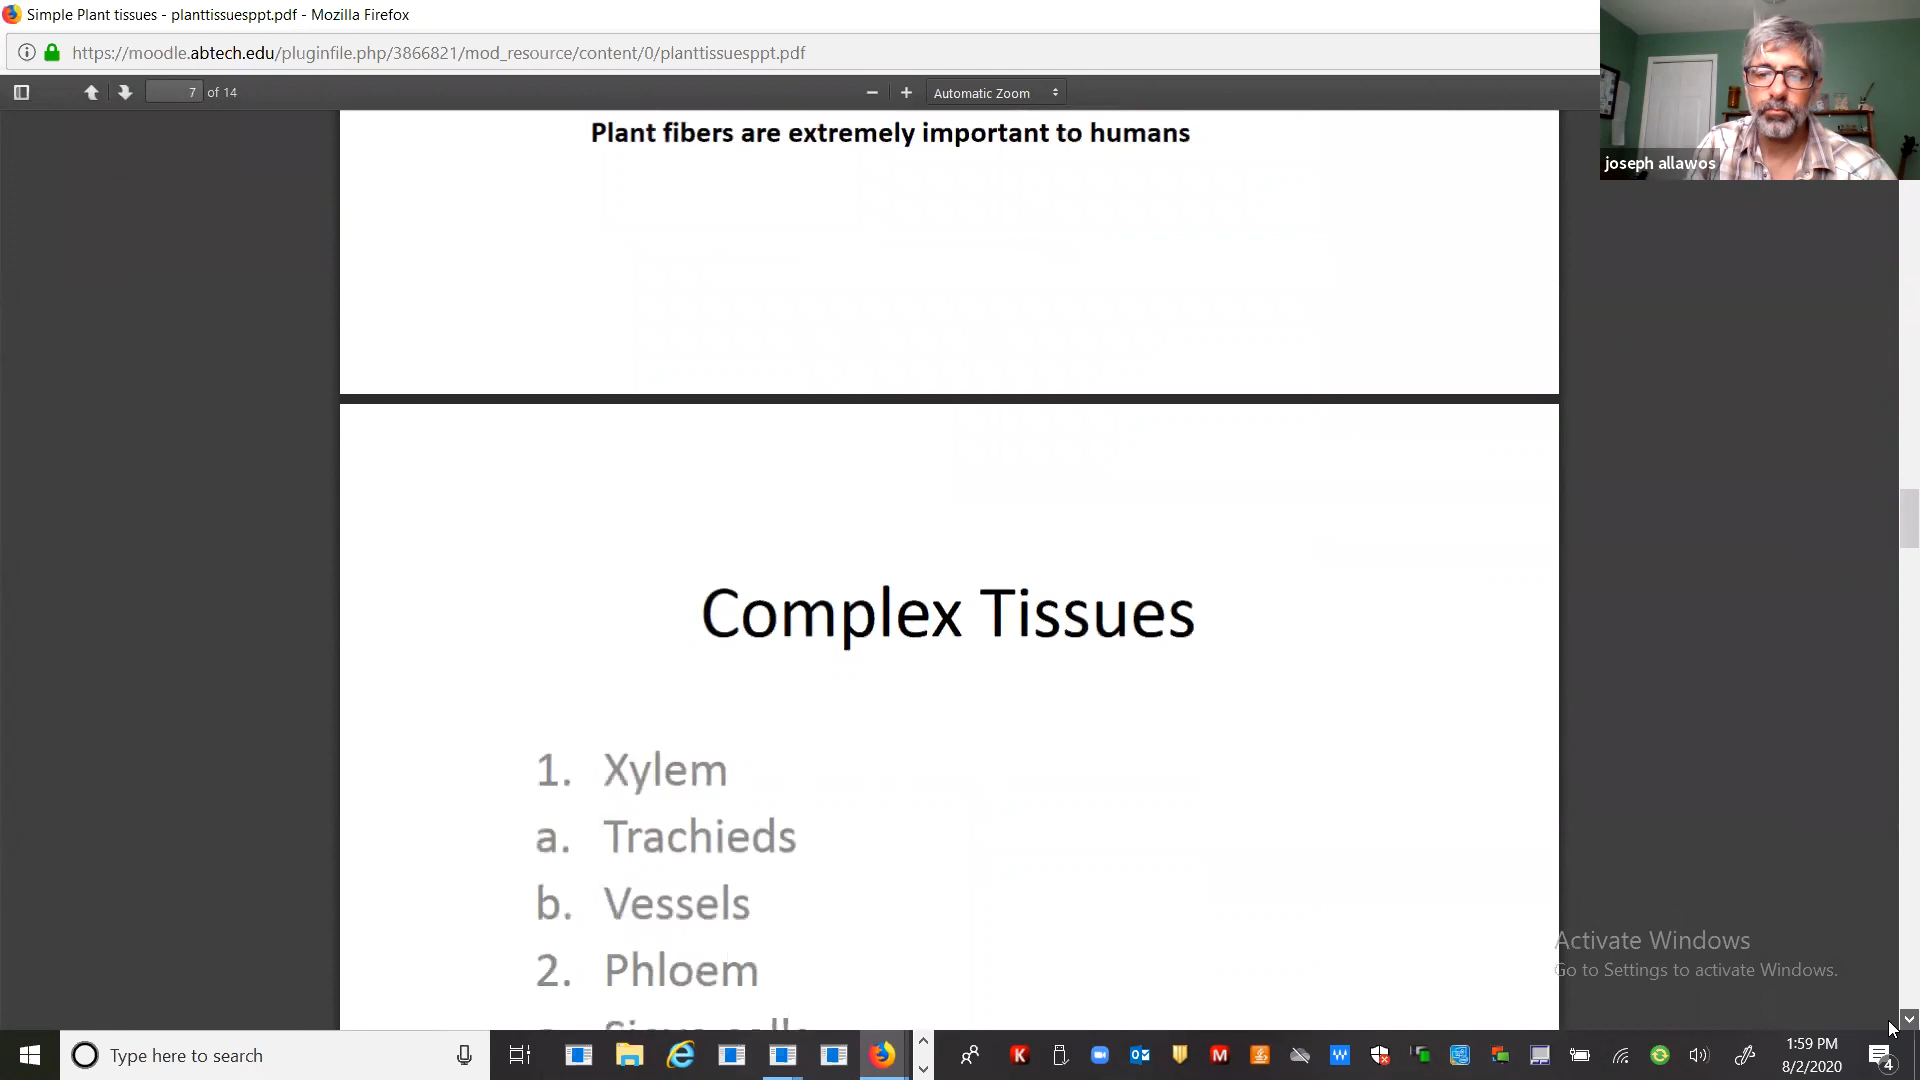 Simple Plant tissues - planttissuesppt.pdf - Mozilla Firefox
https://moodle.abtech.edu/pluginfile.php/3866821/mod_resource/content/0/planttissuesppt.pdf
7 of 14
Automatic Zoom
joseph allawos
Plant fibers are extremely important to humans
Complex Tissues
1. Xylem
a. Trachieds
b. Vessels
2. Phloem
Activate Windows
Go to Settings to activate Windows.
Type here to search
1:59 PM
8/2/2020
4